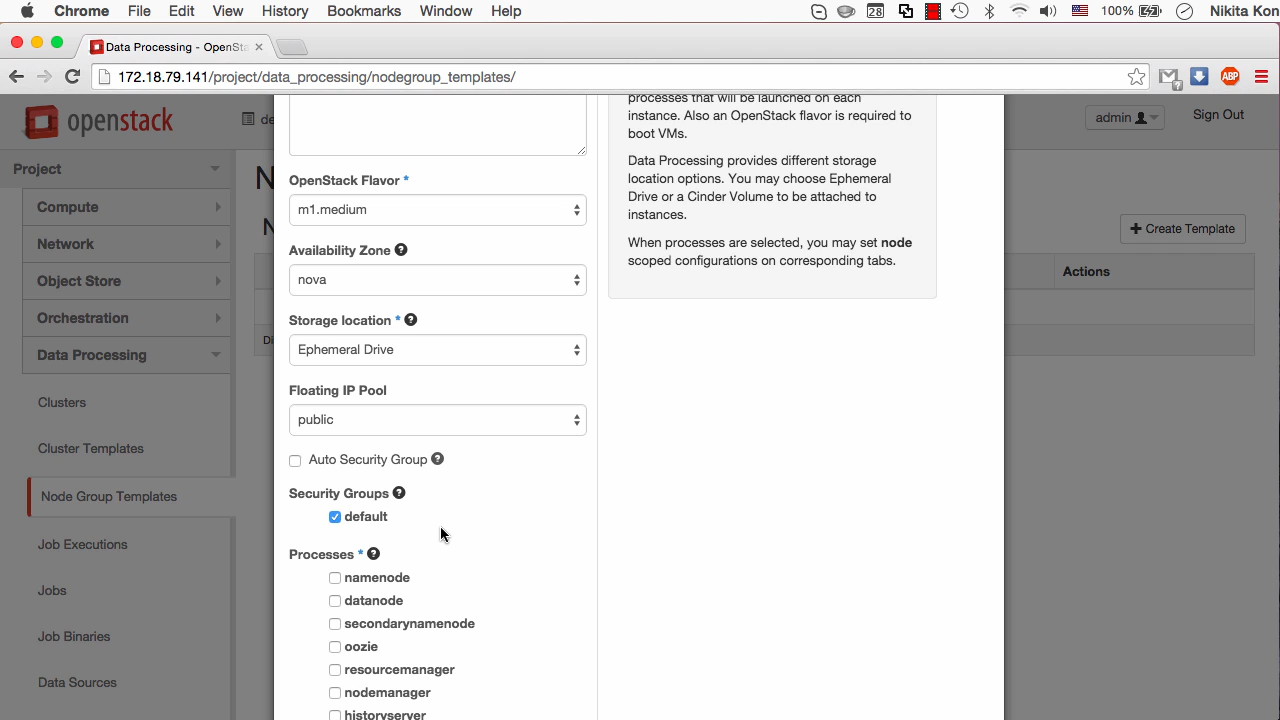 Chrome File Edit View History Bookmarks Window Help 28 100% Nikita Kon
Data Processing - OpenSta
172.18.79.141/project/data_processing/nodegroup_templates/
ABP
openstack
de
admin
Sign Out
Project
Compute
Network
Object Store
Orchestration
Data Processing
Clusters
Cluster Templates
Node Group Templates
Job Executions
Jobs
Job Binaries
Data Sources
N
N
Di
OpenStack Flavor *
m1.medium
Availability Zone ?
nova
Storage location * ?
Ephemeral Drive
Floating IP Pool
public
Auto Security Group ?
Security Groups ?
default
Processes * ?
namenode
datanode
secondarynamenode
oozie
resourcemanager
nodemanager
historyserver
processes that will be launched on each
instance. Also an OpenStack flavor is required to
boot VMs.
Data Processing provides different storage
location options. You may choose Ephemeral
Drive or a Cinder Volume to be attached to
instances.
When processes are selected, you may set node
scoped configurations on corresponding tabs.
+ Create Template
Actions